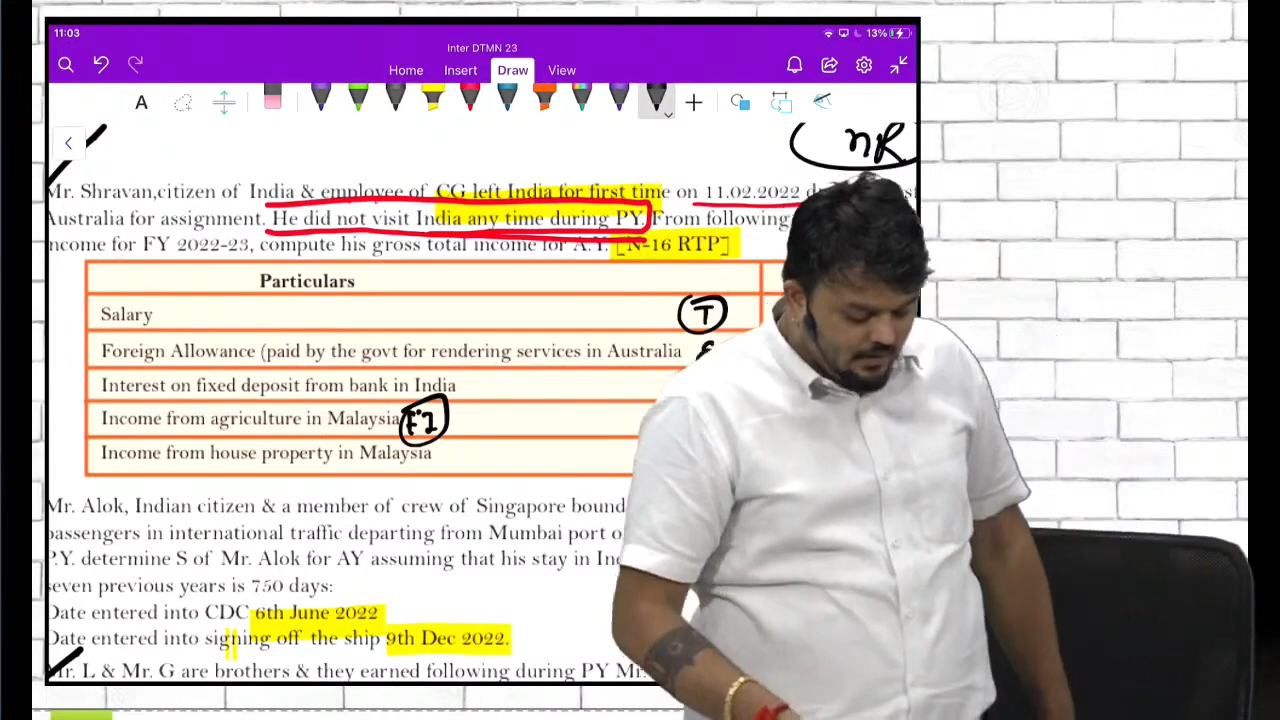 11:03
13%
Inter DTMN 23
Home Insert Draw View
A
nR
Mr. Shravan,citizen of India & employee of CG left India for first time on 11.02.2022
Australia for assignment. He did not visit India any time during PY. From following
income for FY 2022-23, compute his gross total income for A.Y. [N-16 RTP]
Particulars
Salary T
Foreign Allowance (paid by the govt for rendering services in Australia
Interest on fixed deposit from bank in India
Income from agriculture in Malaysia FI
Income from house property in Malaysia
Mr. Alok, Indian citizen & a member of crew of Singapore bound
passengers in international traffic departing from Mumbai port
P.Y. determine S of Mr. Alok for AY assuming that his stay in
seven previous years is 750 days:
Date entered into CDC 6th June 2022
Date entered into signing off the ship 9th Dec 2022.
Mr. L & Mr. G are brothers & they earned following during PY